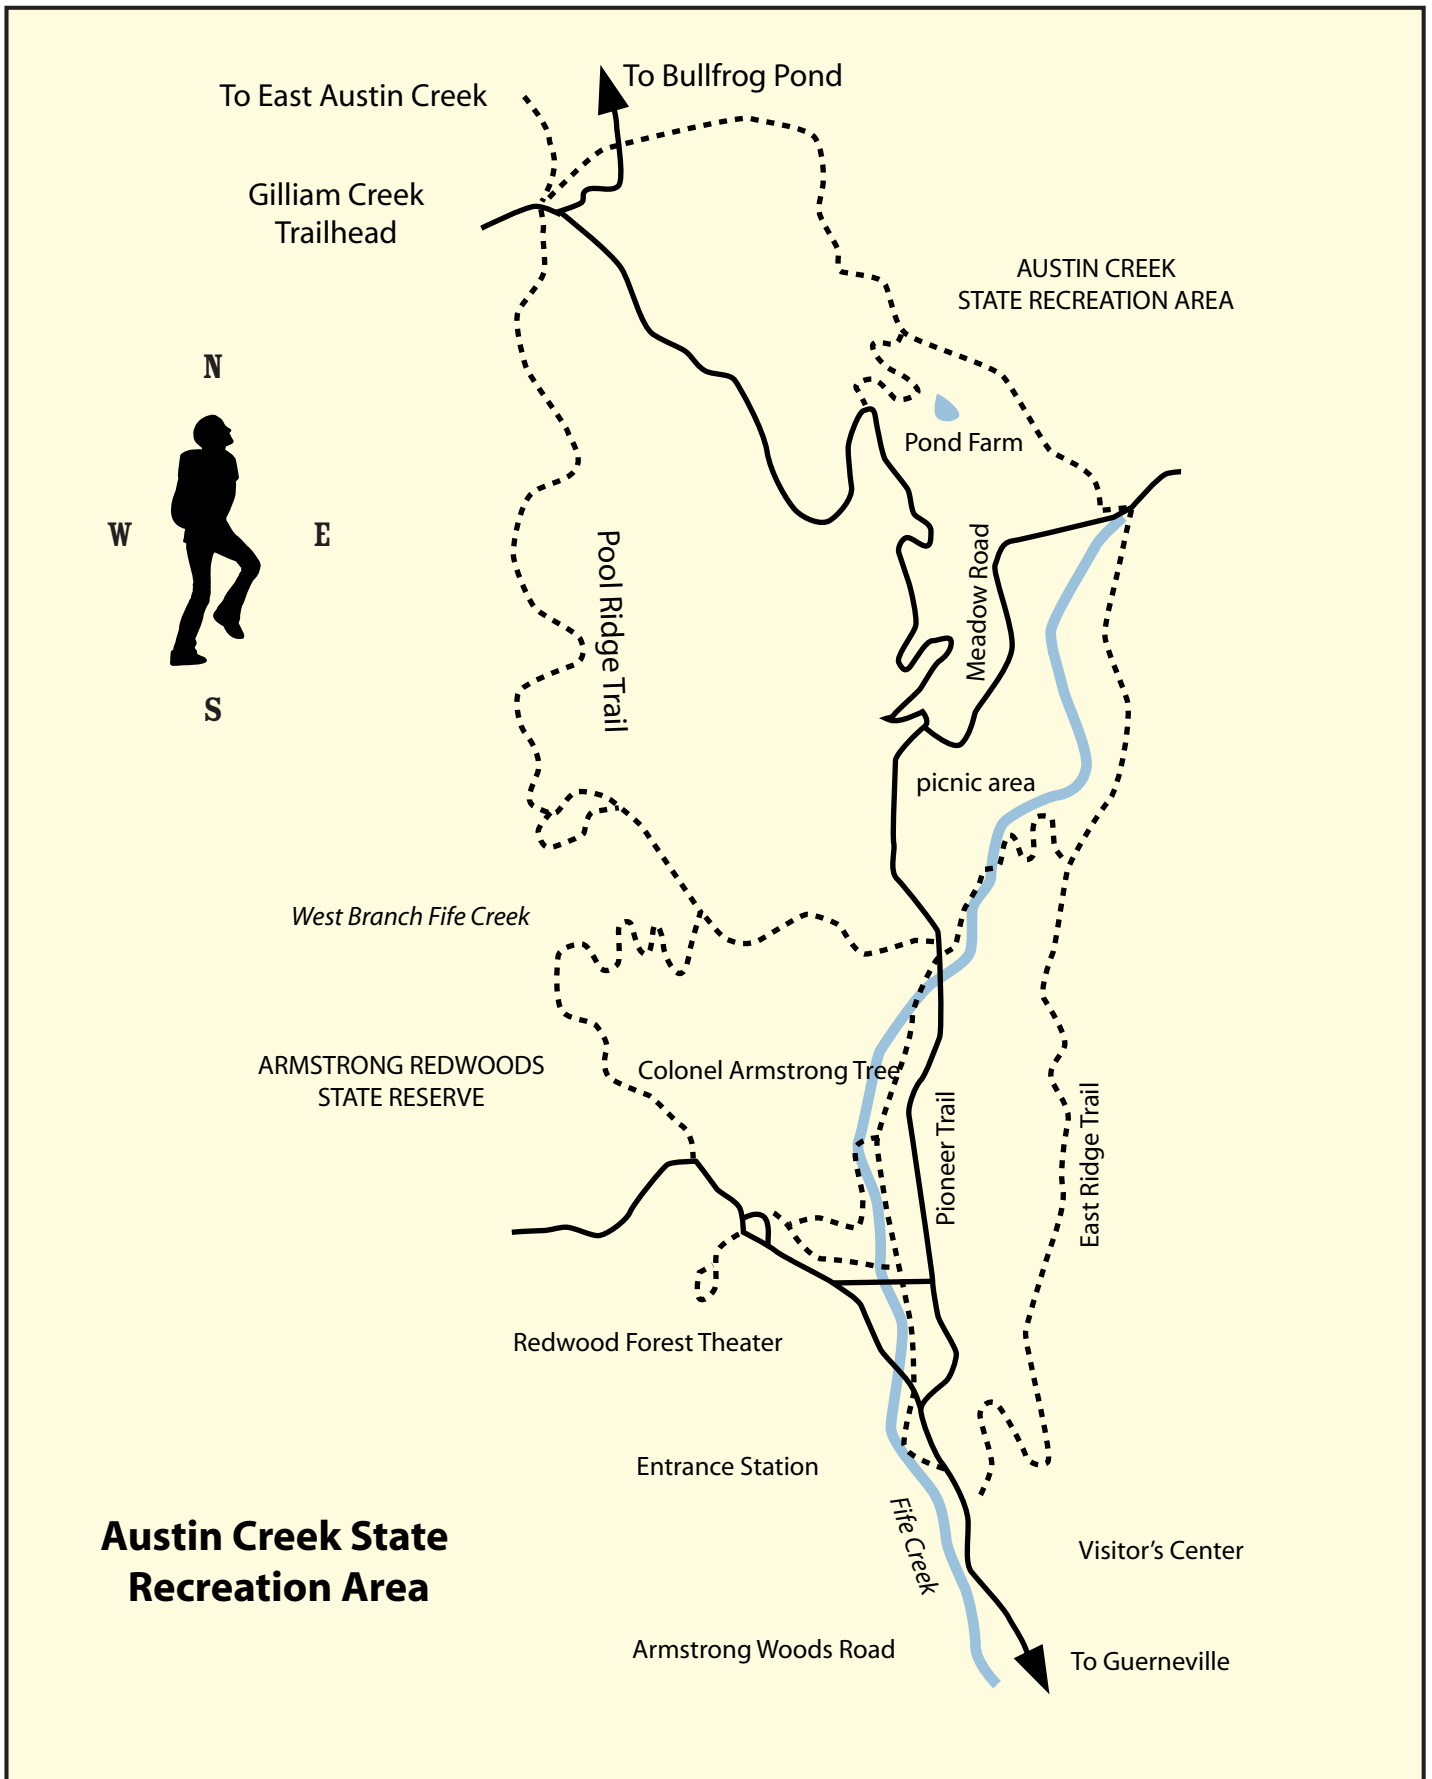 To Bullfrog Pond
To East Austin Creek
Gilliam Creek
Trailhead
AUSTIN CREEK
STATE RECREATION AREA
N
W
E
S
Pond Farm
Meadow Road
Pool Ridge Trail
picnic area
West Branch Fife Creek
ARMSTRONG REDWOODS
STATE RESERVE
Colonel Armstrong Tree
Pioneer Trail
East Ridge Trail
Redwood Forest Theater
Entrance Station
Fife Creek
Austin Creek State
Recreation Area
Visitor's Center
Armstrong Woods Road
To Guerneville